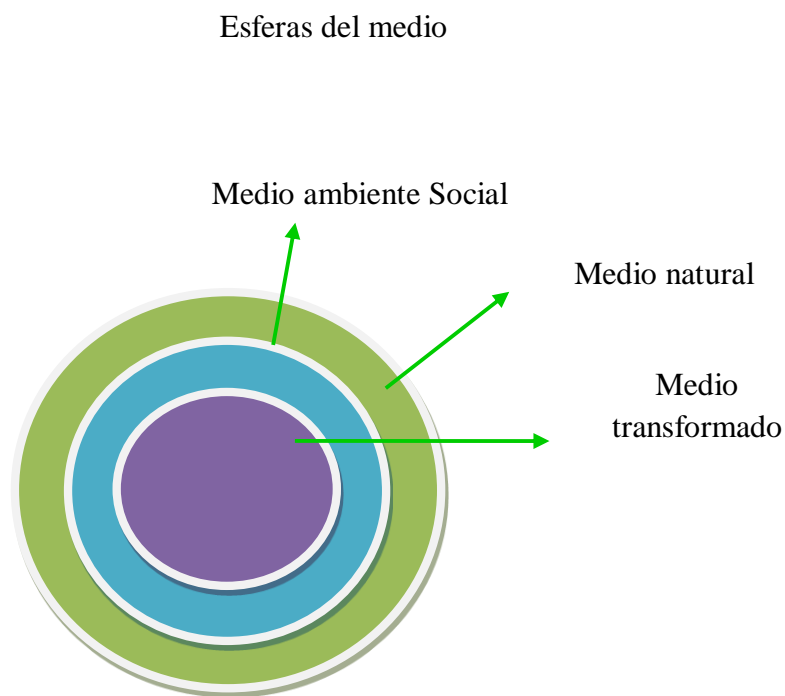 Esferas del medio
Medio ambiente Social
Medio natural
Medio
transformado